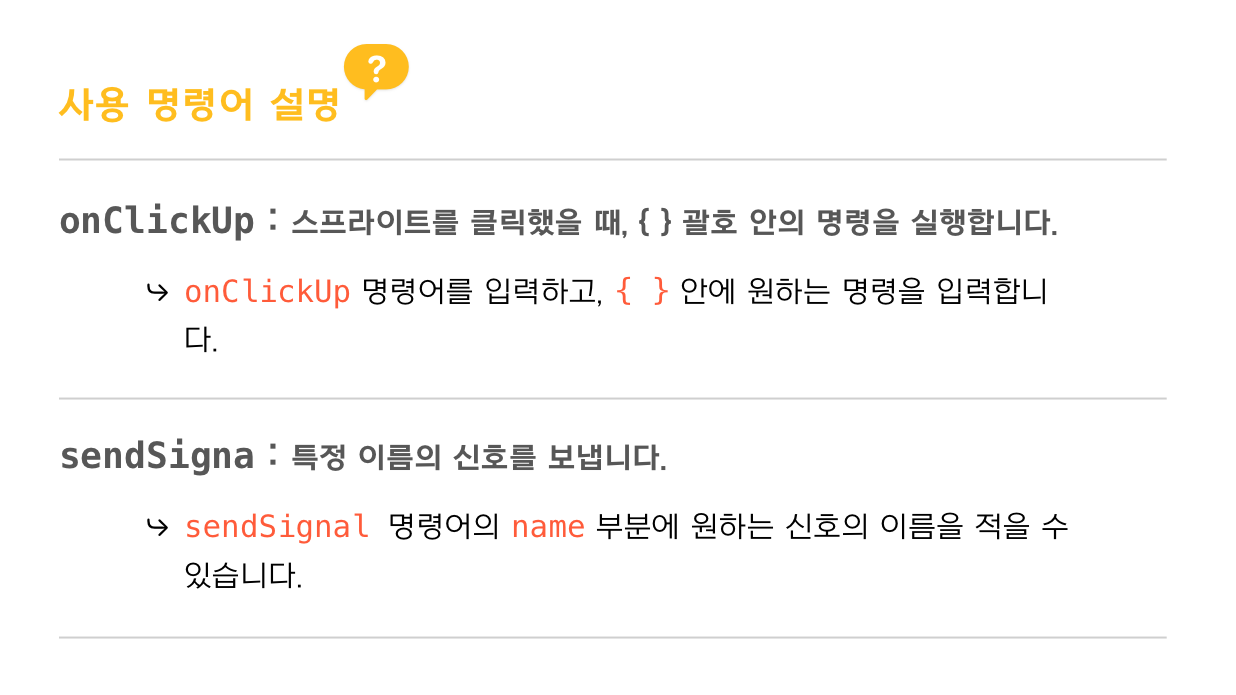 ?
사용 명령어 설명
onClickUp : 스프라이트를 클릭했을 때, { } 괄호 안의 명령을 실행합니다.
↪ onClickUp 명령어를 입력하고, { } 안에 원하는 명령을 입력합니
다.
sendSigna : 특정 이름의 신호를 보냅니다.
↪ sendSignal 명령어의 name 부분에 원하는 신호의 이름을 적을 수
있습니다.